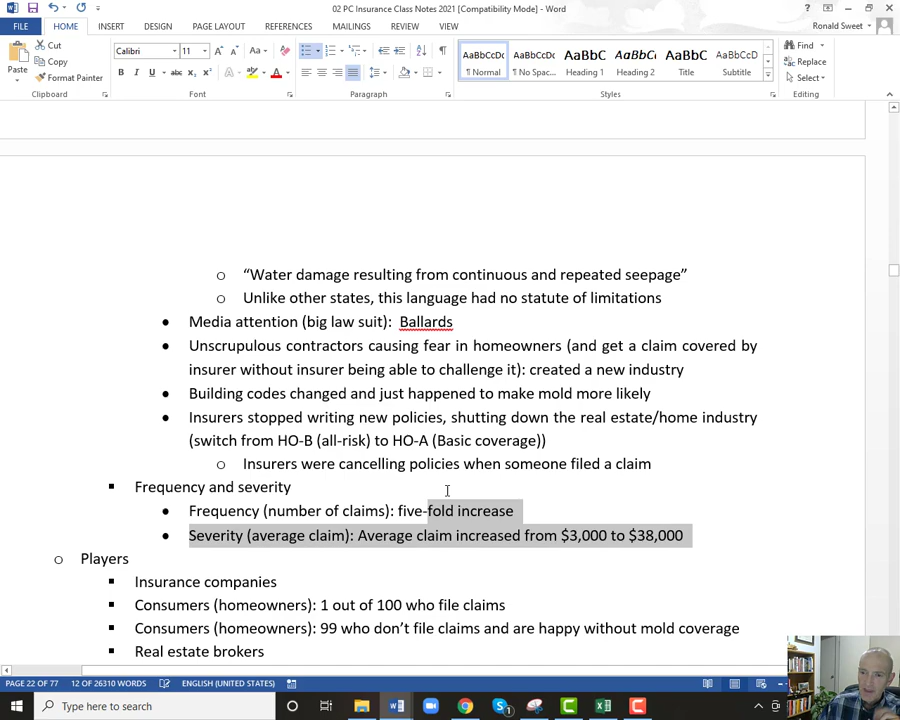 02 PC Insurance Class Notes 2021 [Compatibility Mode] - Word
FILE HOME INSERT DESIGN PAGE LAYOUT REFERENCES MAILINGS REVIEW VIEW Ronald Sweet
Paste Cut Copy Format Painter
Calibri 11 Aa
B I U abc x₂ x² A ab A
AaBbCcDc AaBbCcDc AaBbC AaBbCc AaBbC AaBbCcD
¶ Normal ¶ No Spac... Heading 1 Heading 2 Title Subtitle
Find
Replace
Select
Clipboard Font Paragraph Styles Editing
o “Water damage resulting from continuous and repeated seepage”
o Unlike other states, this language had no statute of limitations
• Media attention (big law suit): Ballards
• Unscrupulous contractors causing fear in homeowners (and get a claim covered by
insurer without insurer being able to challenge it): created a new industry
• Building codes changed and just happened to make mold more likely
• Insurers stopped writing new policies, shutting down the real estate/home industry
(switch from HO-B (all-risk) to HO-A (Basic coverage))
o Insurers were cancelling policies when someone filed a claim
▪ Frequency and severity
• Frequency (number of claims): five-fold increase
• Severity (average claim): Average claim increased from $3,000 to $38,000
o Players
▪ Insurance companies
▪ Consumers (homeowners): 1 out of 100 who file claims
▪ Consumers (homeowners): 99 who don’t file claims and are happy without mold coverage
▪ Real estate brokers
PAGE 22 OF 77 12 OF 26310 WORDS ENGLISH (UNITED STATES)
Type here to search